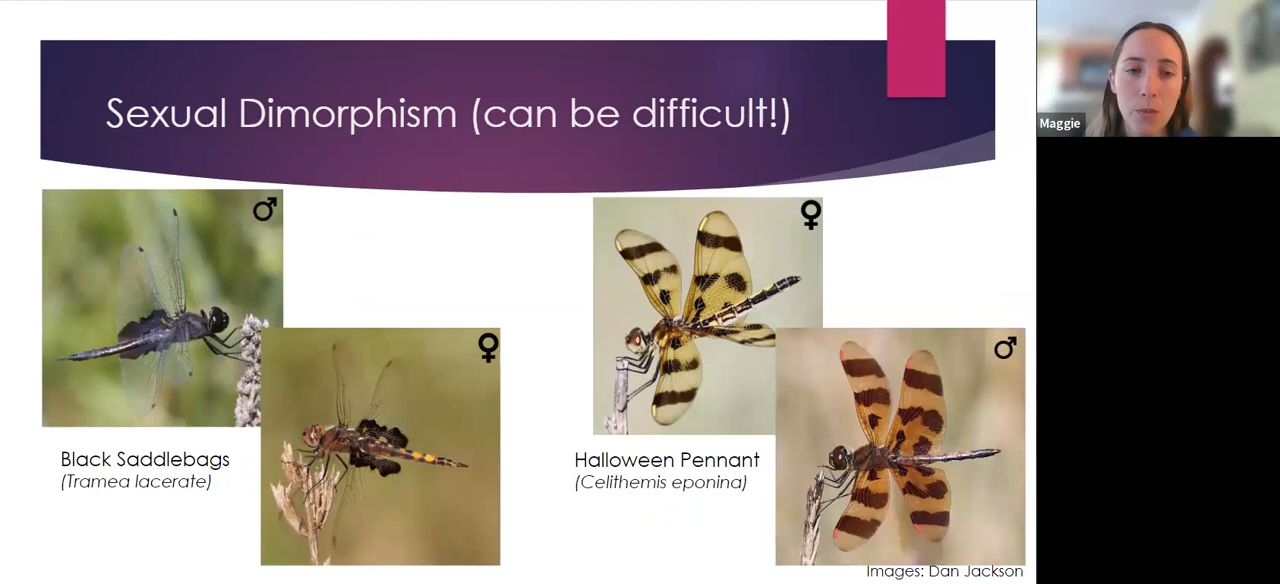 Sexual Dimorphism (can be difficult!)
Maggie
♂
♀
♀
♂
Black Saddlebags
(Tramea lacerate)
Halloween Pennant
(Celithemis eponina)
Images: Dan Jackson